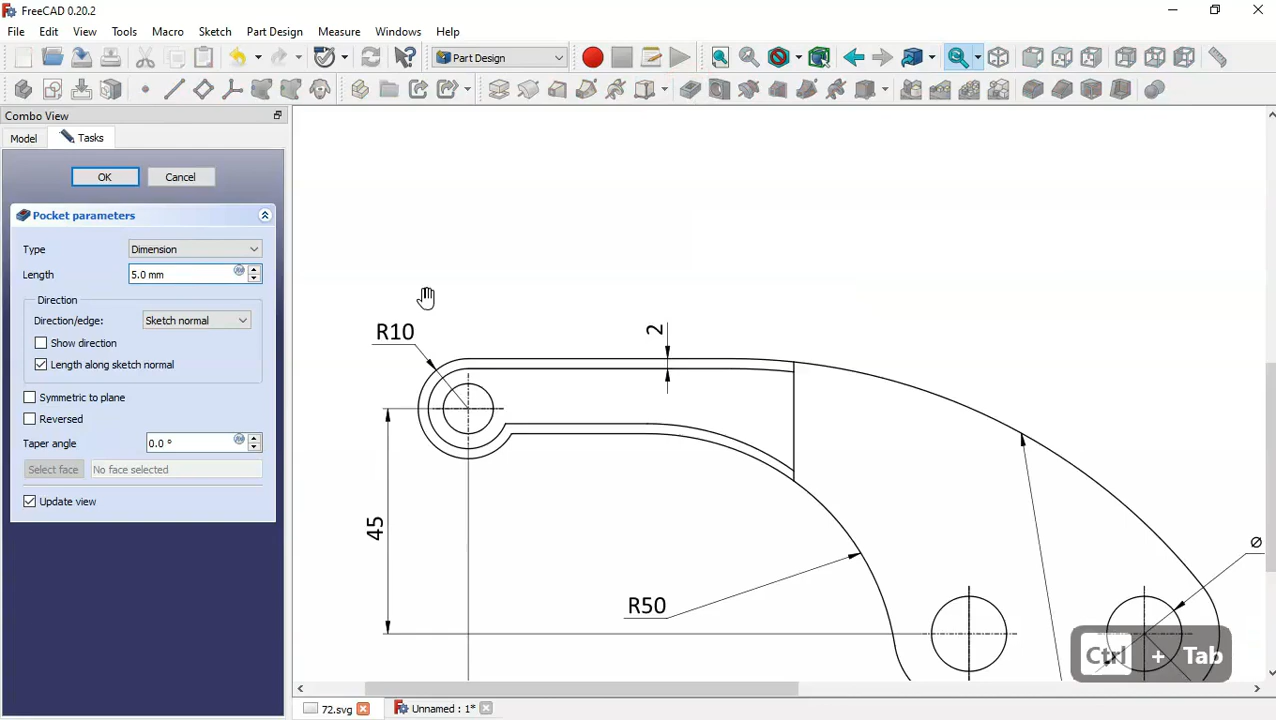 FreeCAD 0.20.2
File Edit View Tools Macro Sketch Part Design Measure Windows Help
Part Design
Combo View
Model Tasks
OK Cancel
Pocket parameters
Type Dimension
Length 5.0 mm
Direction
Direction/edge: Sketch normal
Show direction
Length along sketch normal
Symmetric to plane
Reversed
Taper angle 0.0 °
Select face No face selected
Update view
R10
2
45
R50
Ø
Ctrl + Tab
72.svg Unnamed : 1*